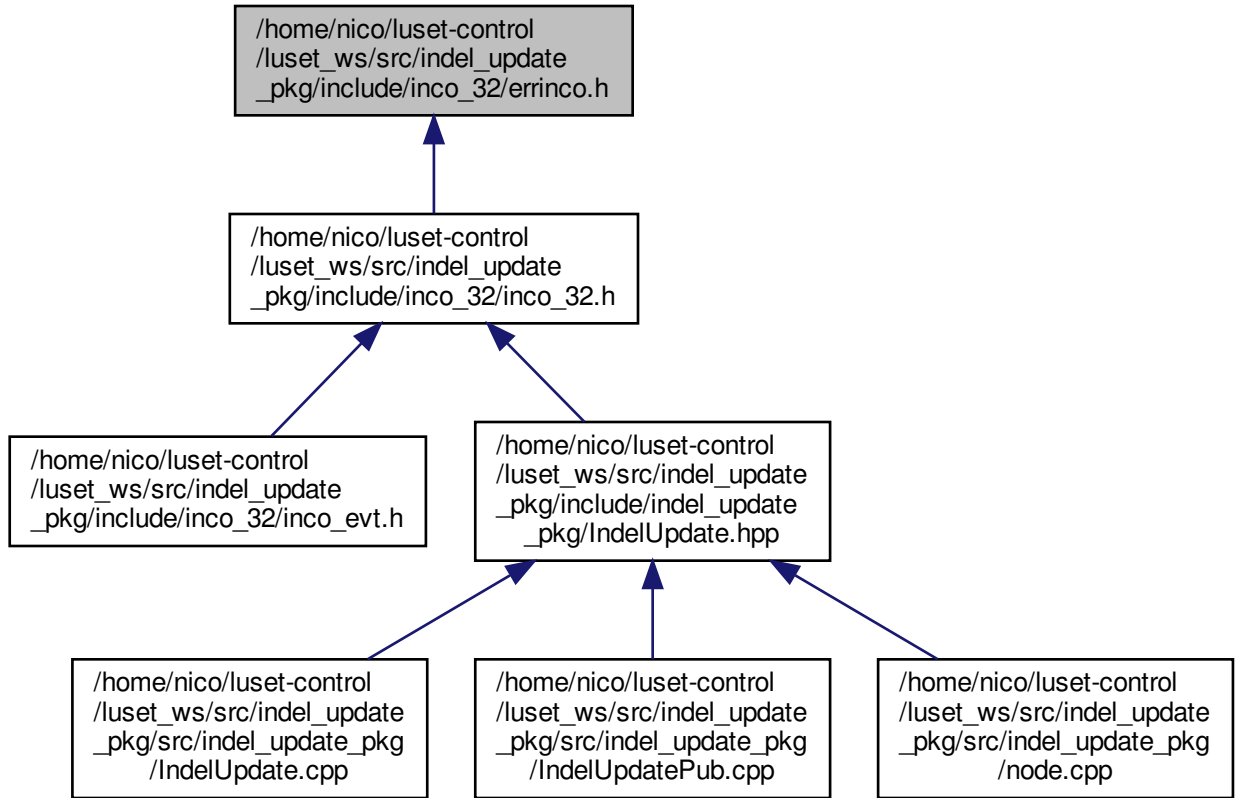 /home/nico/luset-control
/luset_ws/src/indel_update
_pkg/include/inco_32/errinco.h
/home/nico/luset-control
/luset_ws/src/indel_update
_pkg/include/inco_32/inco_32.h
/home/nico/luset-control
/luset_ws/src/indel_update
_pkg/include/inco_32/inco_evt.h
/home/nico/luset-control
/luset_ws/src/indel_update
_pkg/include/indel_update
_pkg/IndelUpdate.hpp
/home/nico/luset-control
/luset_ws/src/indel_update
_pkg/src/indel_update_pkg
/IndelUpdate.cpp
/home/nico/luset-control
/luset_ws/src/indel_update
_pkg/src/indel_update_pkg
/IndelUpdatePub.cpp
/home/nico/luset-control
/luset_ws/src/indel_update
_pkg/src/indel_update_pkg
/node.cpp